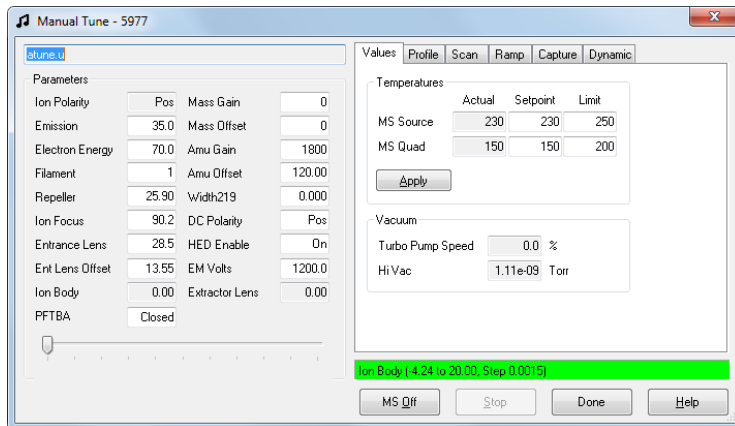 Manual Tune - 5977
atune.u
Parameters
Ion Polarity Pos Mass Gain 0
Emission 35.0 Mass Offset 0
Electron Energy 70.0 Amu Gain 1800
Filament 1 Amu Offset 120.00
Repeller 25.90 Width219 0.000
Ion Focus 90.2 DC Polarity Pos
Entrance Lens 28.5 HED Enable On
Ent Lens Offset 13.55 EM Volts 1200.0
Ion Body 0.00 Extractor Lens 0.00
PFTBA Closed
Values Profile Scan Ramp Capture Dynamic
Temperatures
Actual Setpoint Limit
MS Source 230 230 250
MS Quad 150 150 200
Apply
Vacuum
Turbo Pump Speed 0.0 %
Hi Vac 1.11e-09 Torr
Ion Body (-4.24 to 20.00, Step 0.0015)
MS Off Stop Done Help